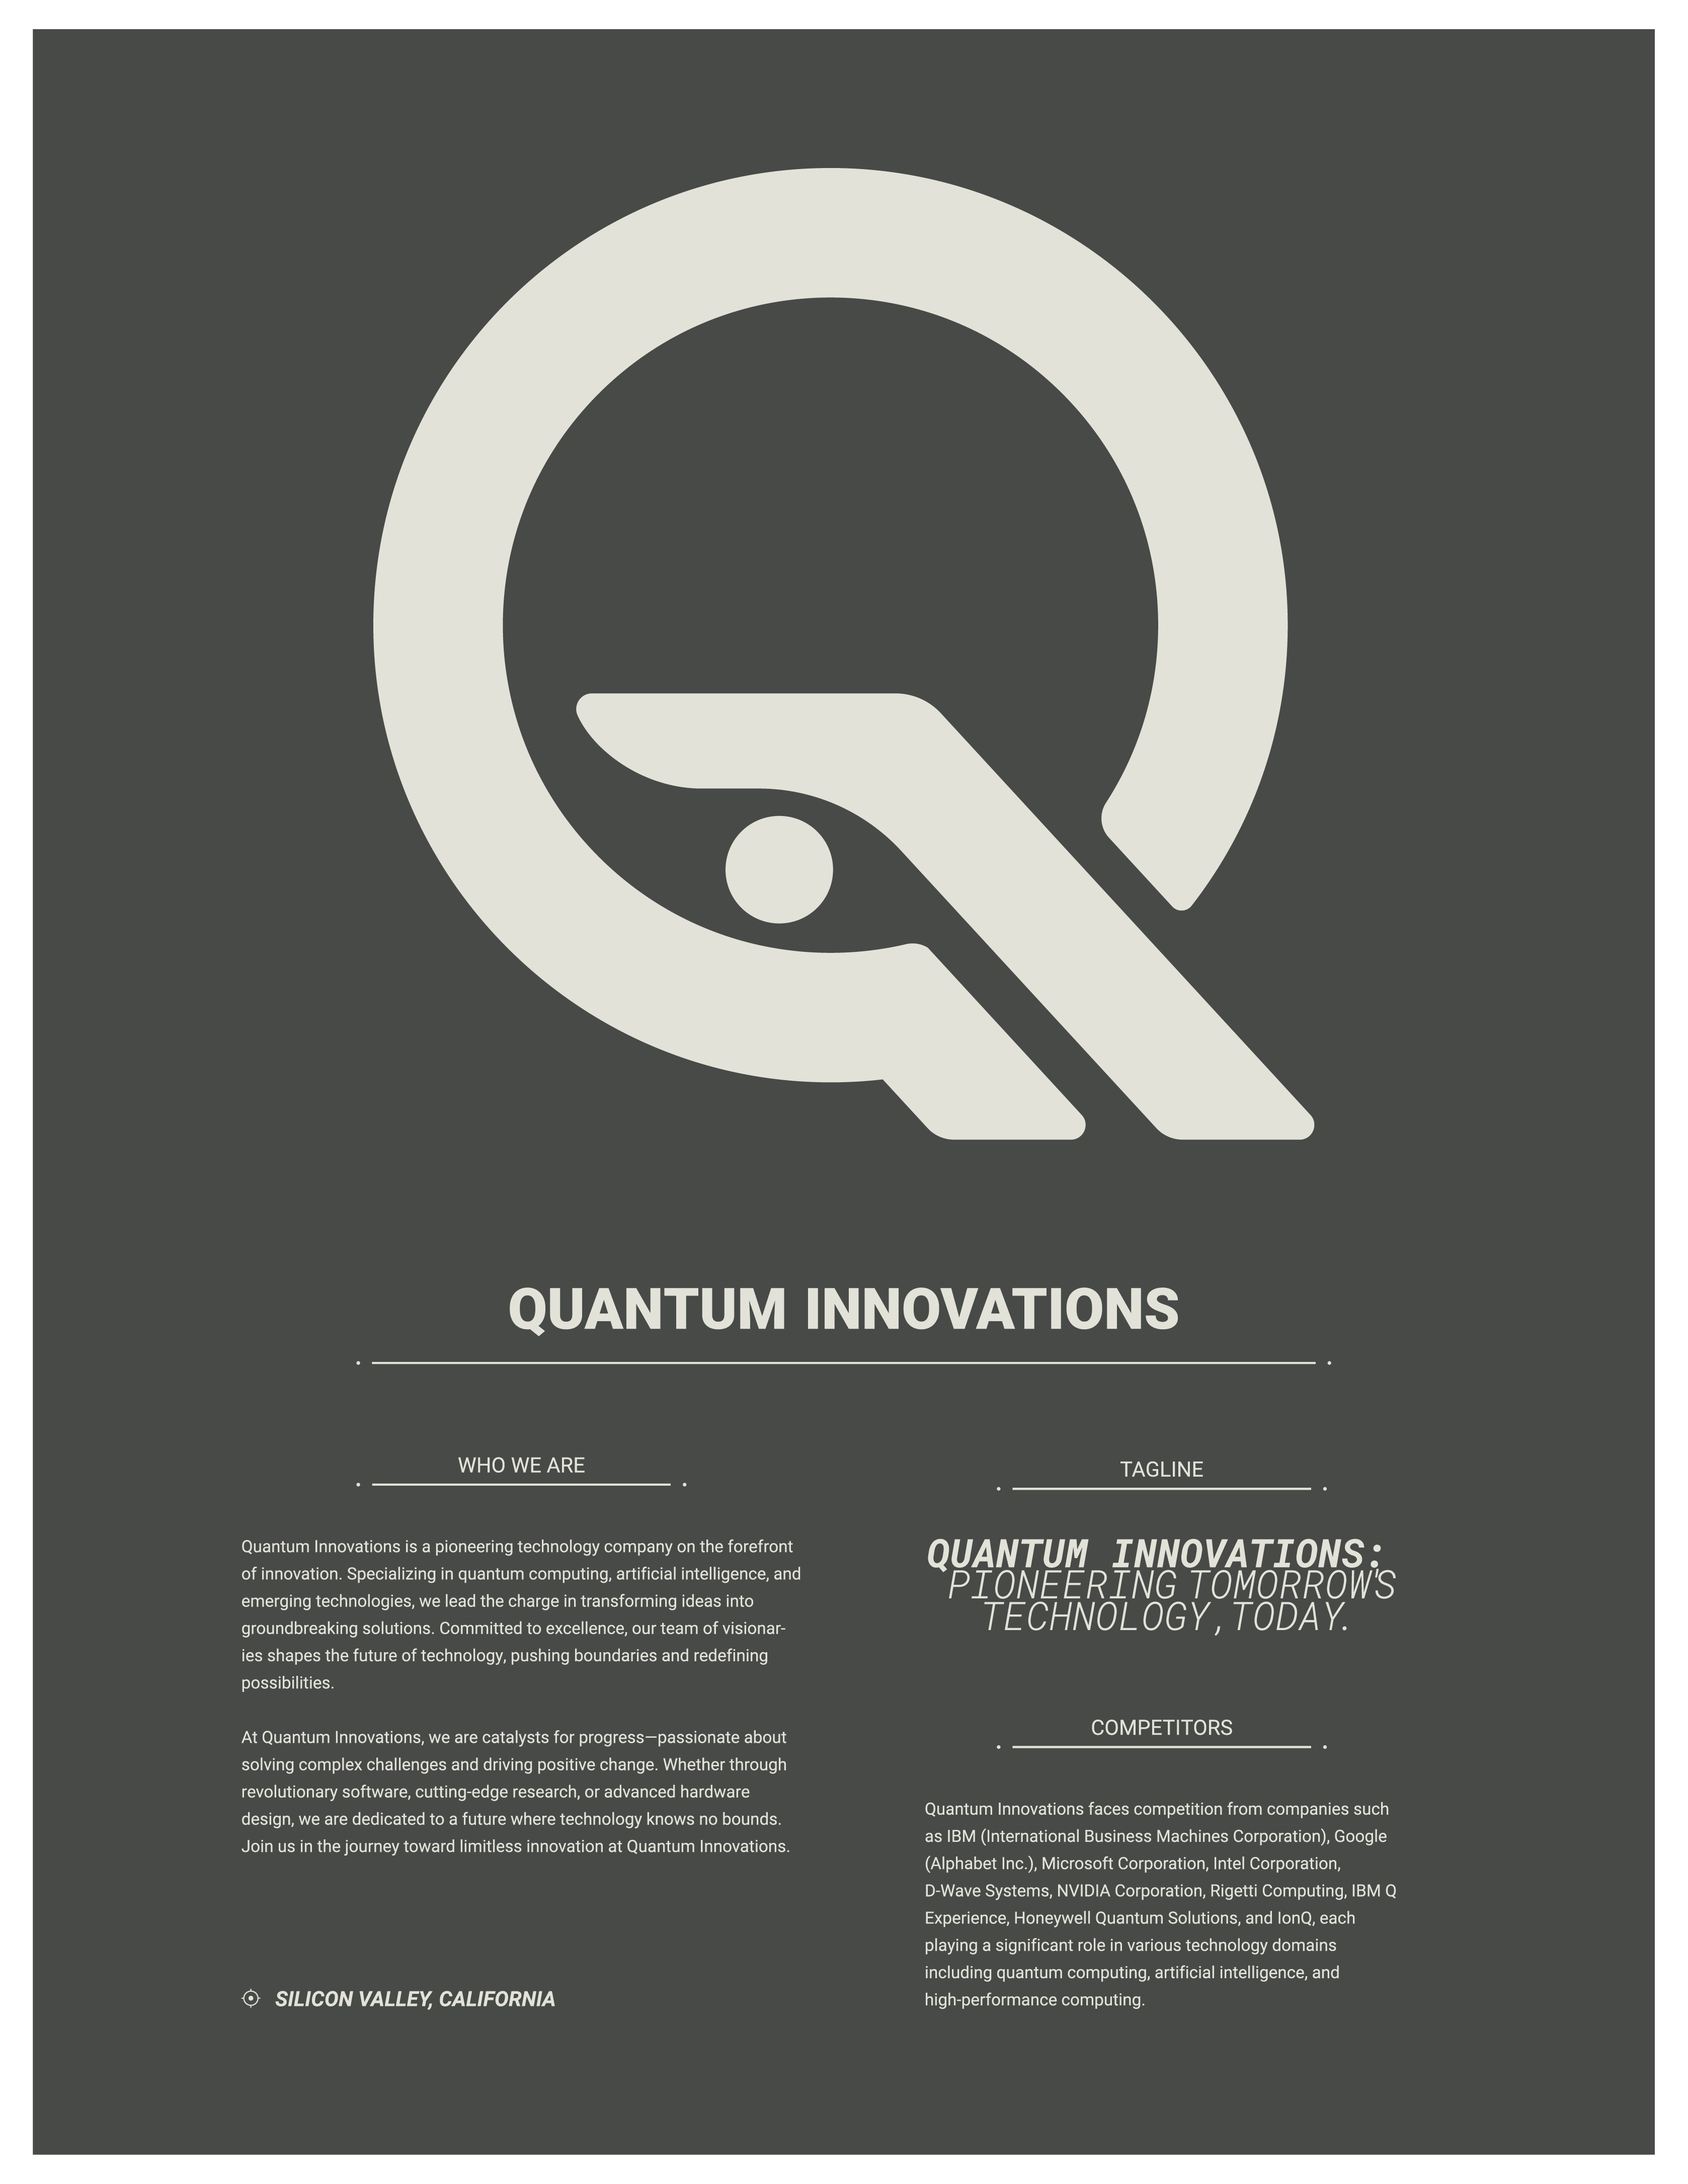 QUANTUM INNOVATIONS
WHO WE ARE
Quantum Innovations is a pioneering technology company on the forefront
of innovation. Specializing in quantum computing, artificial intelligence, and
emerging technologies, we lead the charge in transforming ideas into
groundbreaking solutions. Committed to excellence, our team of visionar-
ies shapes the future of technology, pushing boundaries and redefining
possibilities.
At Quantum Innovations, we are catalysts for progress—passionate about
solving complex challenges and driving positive change. Whether through
revolutionary software, cutting-edge research, or advanced hardware
design, we are dedicated to a future where technology knows no bounds.
Join us in the journey toward limitless innovation at Quantum Innovations.
SILICON VALLEY, CALIFORNIA
TAGLINE
QUANTUM INNOVATIONS:
PIONEERING TOMORROW'S
TECHNOLOGY, TODAY.
COMPETITORS
Quantum Innovations faces competition from companies such
as IBM (International Business Machines Corporation), Google
(Alphabet Inc.), Microsoft Corporation, Intel Corporation,
D-Wave Systems, NVIDIA Corporation, Rigetti Computing, IBM Q
Experience, Honeywell Quantum Solutions, and IonQ, each
playing a significant role in various technology domains
including quantum computing, artificial intelligence, and
high-performance computing.